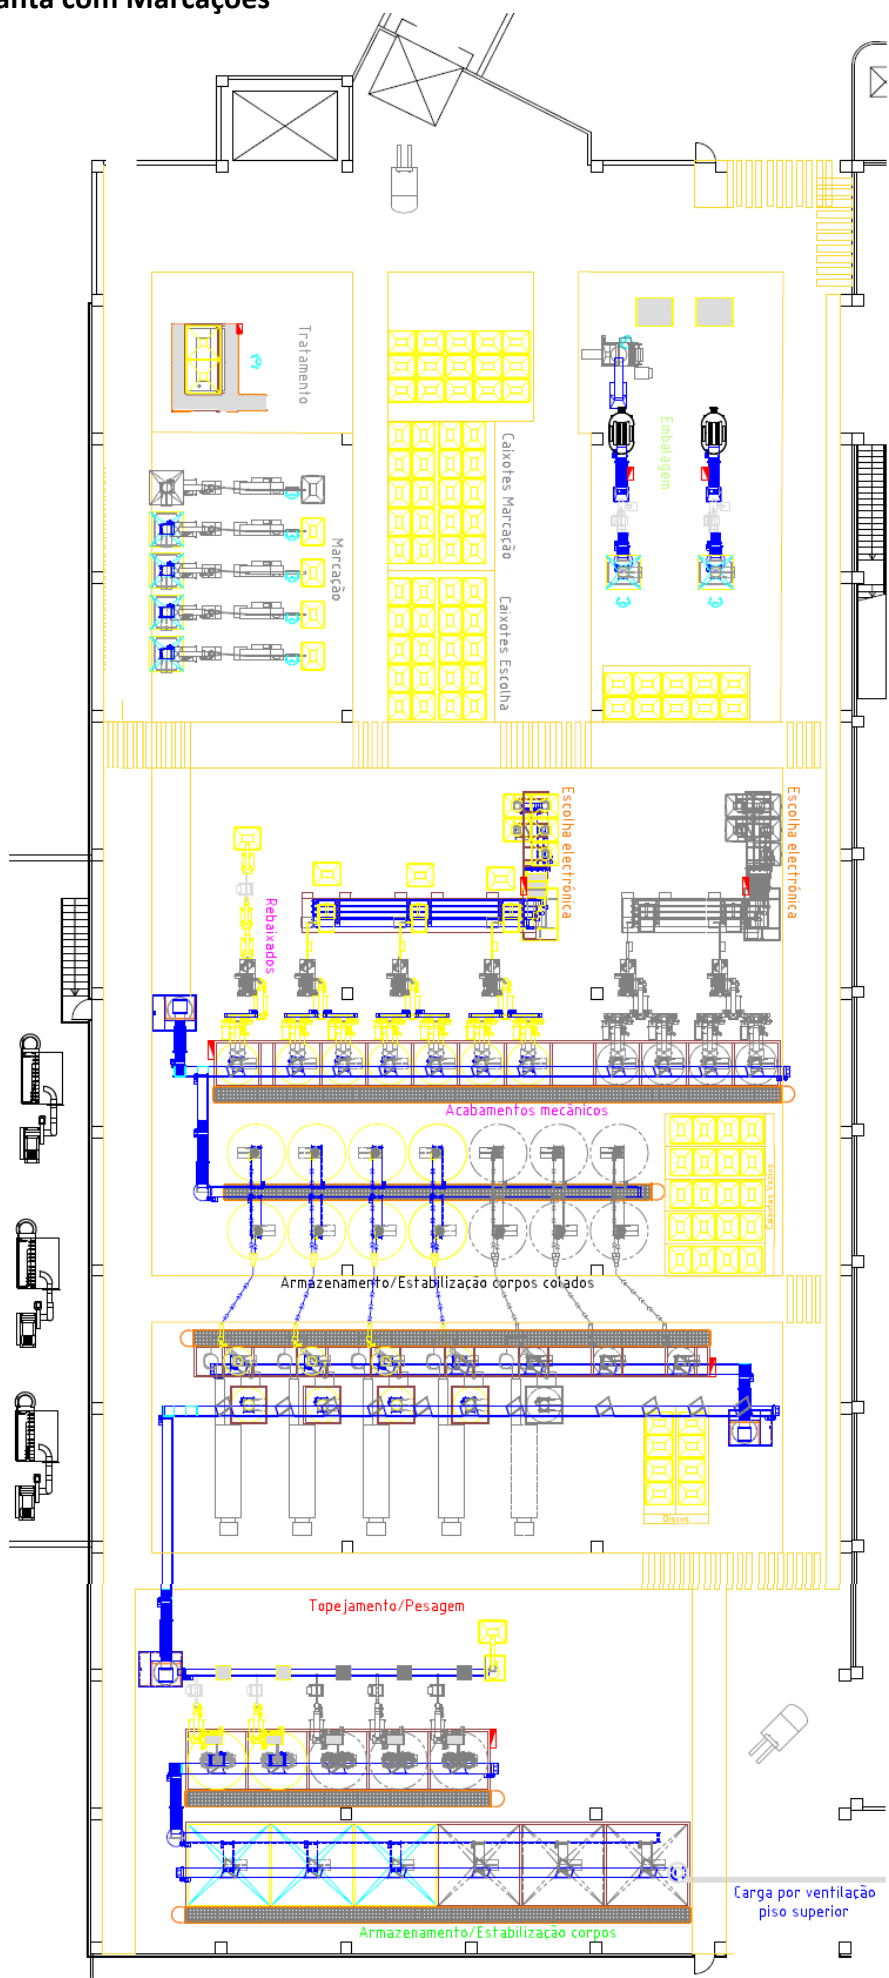 anta com Marcações
Tratamento
Embalagem
Caixotes Marcação
Marcação
Caixotes Escolha
Escolha electrónica
Escolha electrónica
Rebaixados
Acabamentos mecânicos
Armazenamento/Estabilização corpos colados
Discos
Topejamento/Pesagem
Carga por ventilação
piso superior
Armazenamento/Estabilização corpos